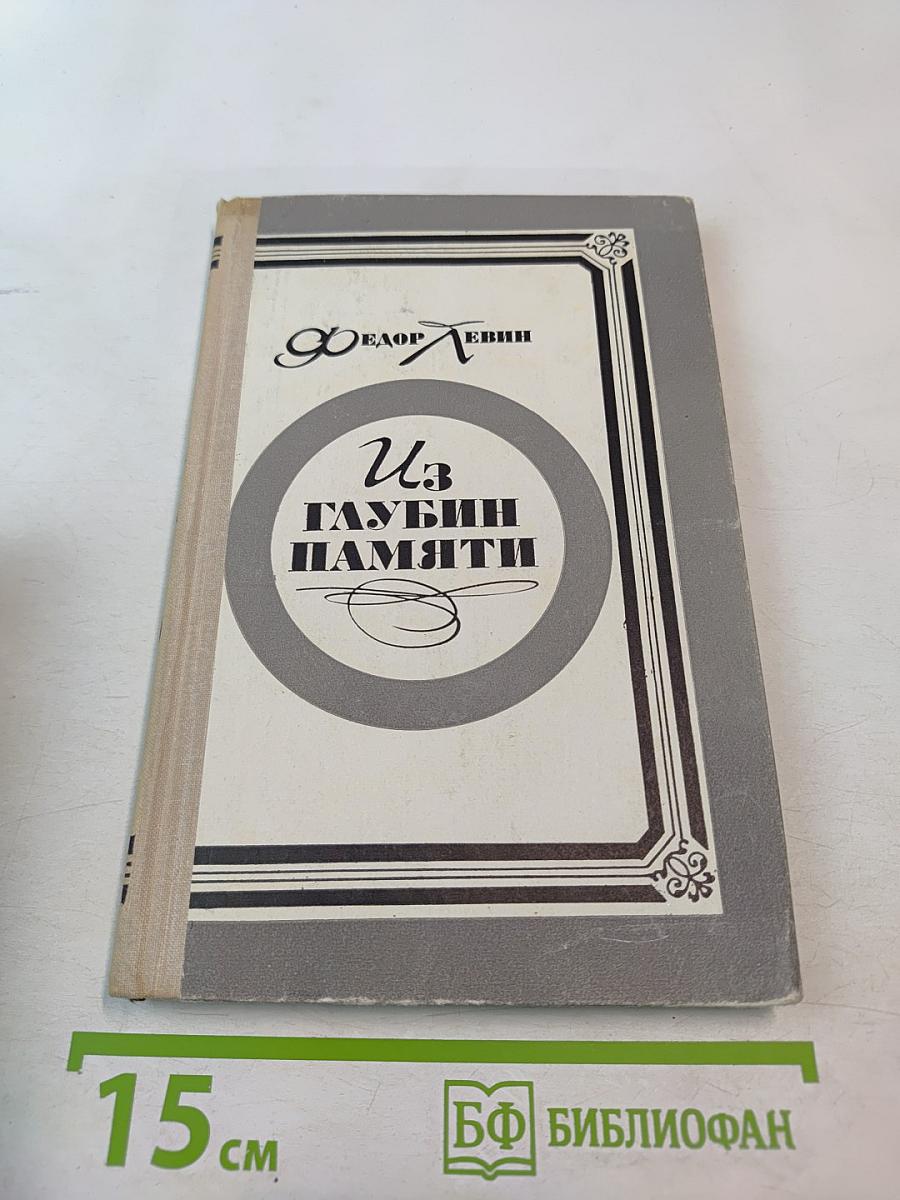 Федор Левин
Из
ГЛУБИН
ПАМЯТИ
15 см
БФ БИБЛИОФАН